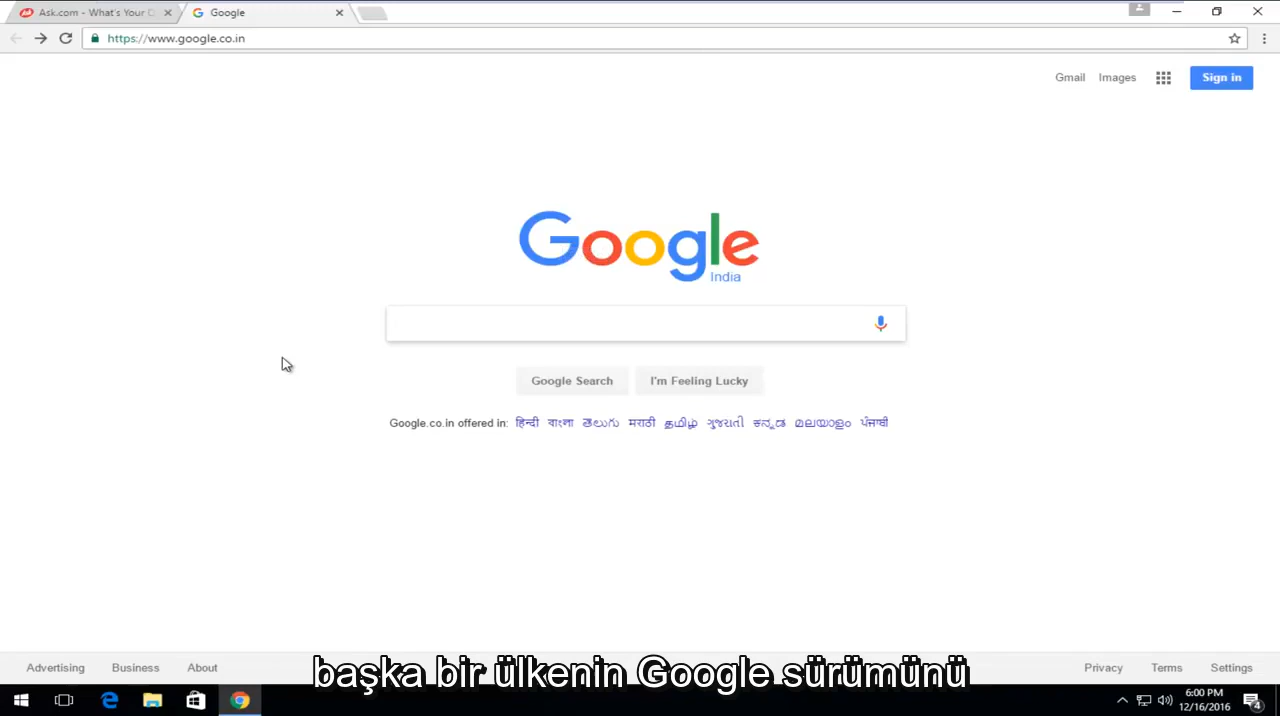 Ask.com - What's Your
Google
https://www.google.co.in
Gmail Images Sign in
Google
India
Google Search I'm Feeling Lucky
Google.co.in offered in: हिन्दी বাংলা తెలుగు मराठी தமிழ் ગુજરાતી ಕನ್ನಡ മലയാളം ਪੰਜਾਬੀ
Advertising Business About
Privacy Terms Settings
başka bir ülkenin Google sürümünü
6:00 PM
12/16/2016
4